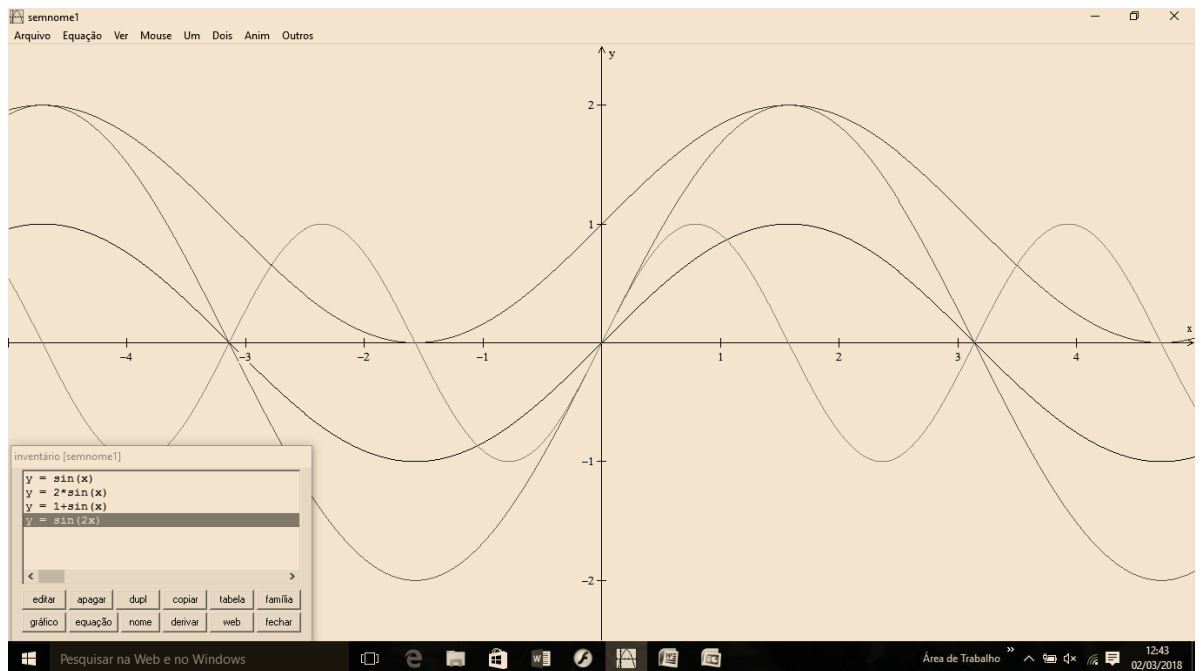 semnome1
Arquivo Equação Ver Mouse Um Dois Anim Outros
y
2
1
x
−4 −3 −2 −1 1 2 3 4
−1
−2
inventário [semnome1]
y = sin(x)
y = 2*sin(x)
y = 1+sin(x)
y = sin(2x)
editar apagar dupl copiar tabela família
gráfico equação nome derivar web fechar
Pesquisar na Web e no Windows
Área de Trabalho
12:43
02/03/2018